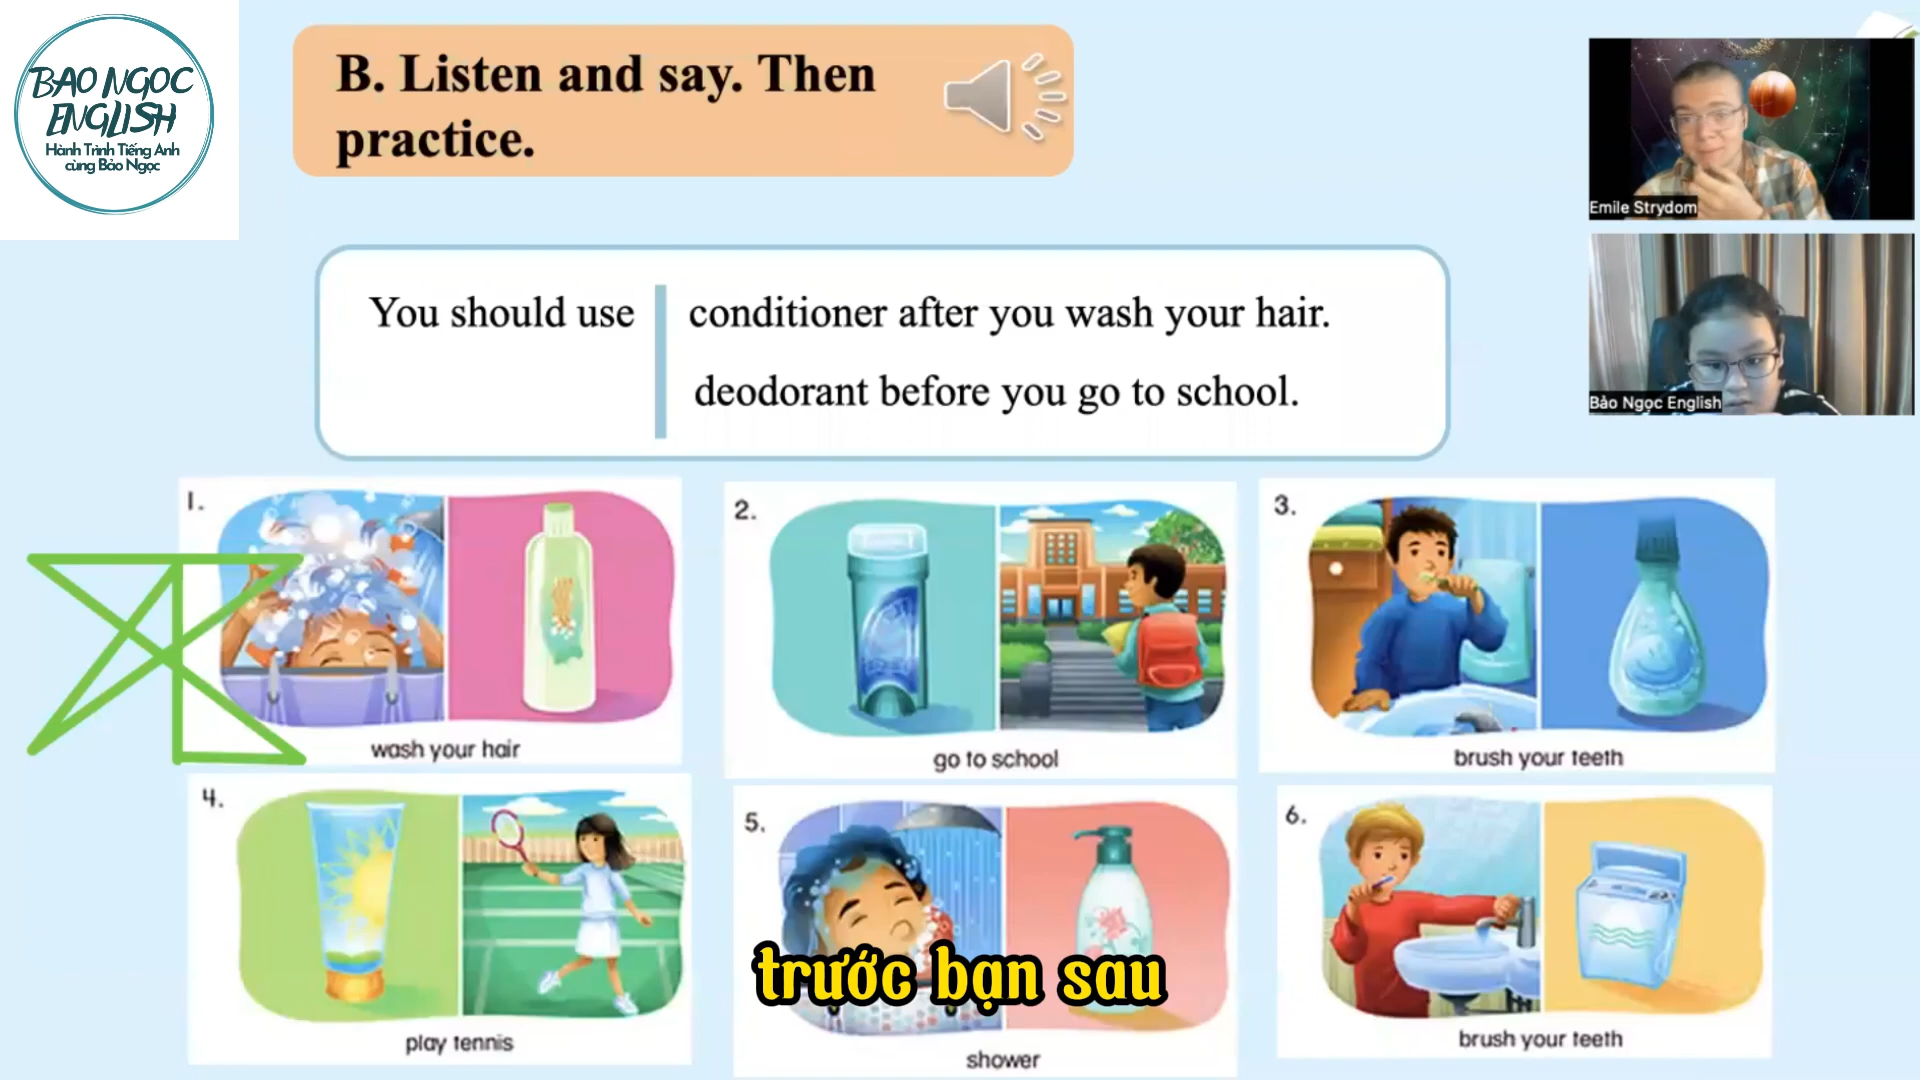 BAO NGOC
ENGLISH
Hành Trình Tiếng Anh
cùng Bảo Ngọc
B. Listen and say. Then
practice.
Emile Strydom
Bảo Ngọc English
You should use
conditioner after you wash your hair.
deodorant before you go to school.
1.
wash your hair
2.
go to school
3.
brush your teeth
4.
play tennis
5.
shower
6.
brush your teeth
trước bạn sau